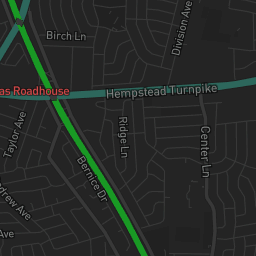 Birch Ln
Division Ave
Hempstead Turnpike
as Roadhouse
Taylor Ave
Ridge Ln
Center Ln
Bernice Dr
drew Ave
Ave